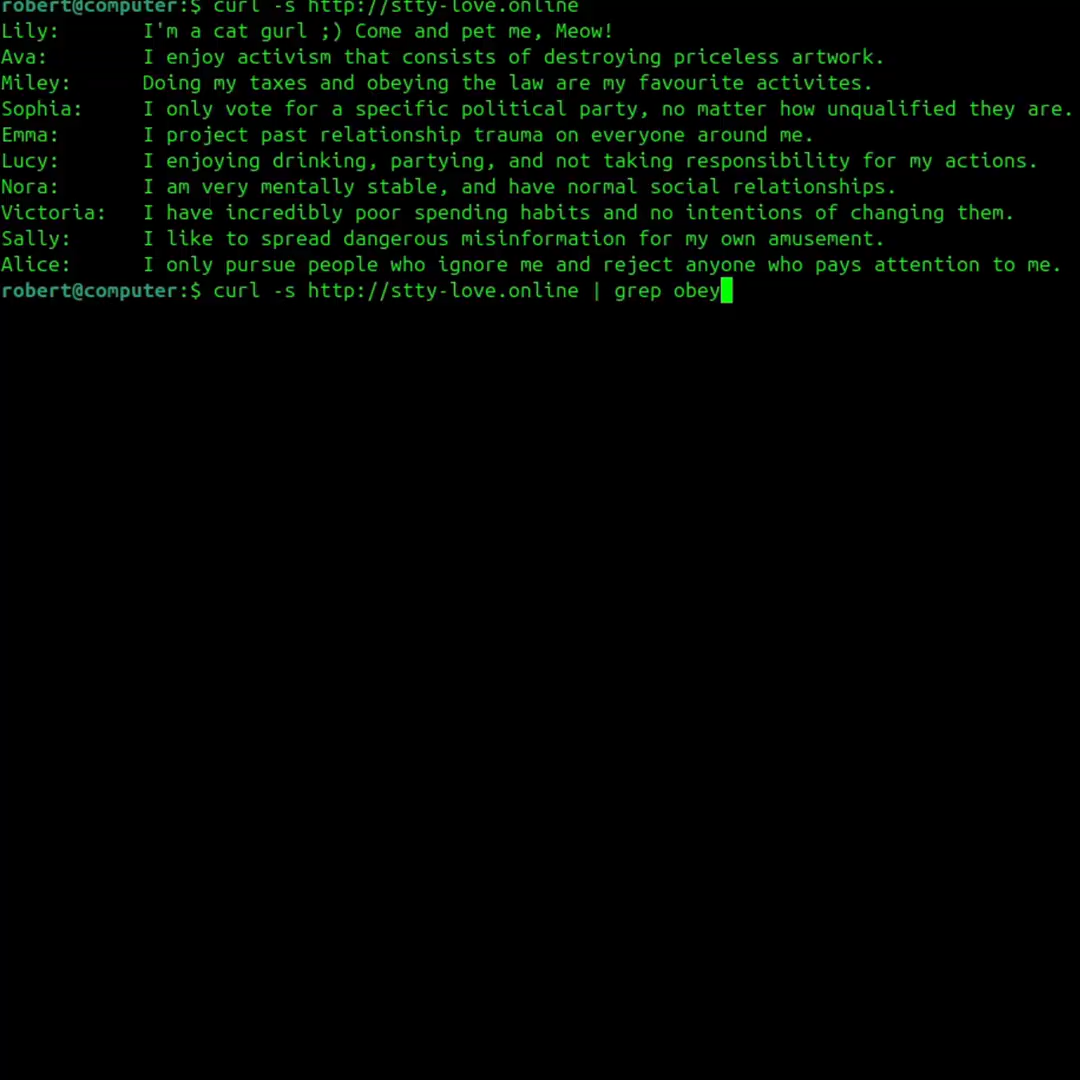 robert@computer:$ curl -s http://stty-love.online
Lily: I'm a cat gurl ;) Come and pet me, Meow!
Ava: I enjoy activism that consists of destroying priceless artwork.
Miley: Doing my taxes and obeying the law are my favourite activites.
Sophia: I only vote for a specific political party, no matter how unqualified they are.
Emma: I project past relationship trauma on everyone around me.
Lucy: I enjoying drinking, partying, and not taking responsibility for my actions.
Nora: I am very mentally stable, and have normal social relationships.
Victoria: I have incredibly poor spending habits and no intentions of changing them.
Sally: I like to spread dangerous misinformation for my own amusement.
Alice: I only pursue people who ignore me and reject anyone who pays attention to me.
robert@computer:$ curl -s http://stty-love.online | grep obey